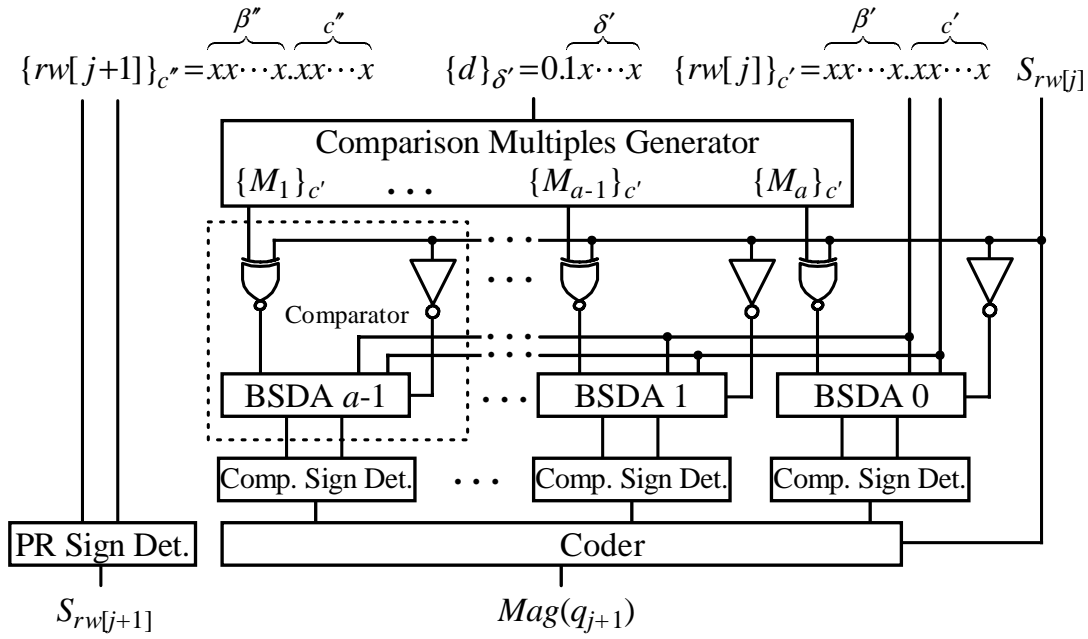 β″ c″ δ′ β′ c′
{rw[j+1]}c″=xx···x.xx···x {d}δ′=0.1x···x {rw[j]}c′=xx···x.xx···x Srw[j]
Comparison Multiples Generator
{M1}c′ ... {Ma-1}c′ {Ma}c′
Comparator
BSDA a-1 BSDA 1 BSDA 0
Comp. Sign Det. ... Comp. Sign Det. Comp. Sign Det.
PR Sign Det. Coder
Srw[j+1] Mag(qj+1)